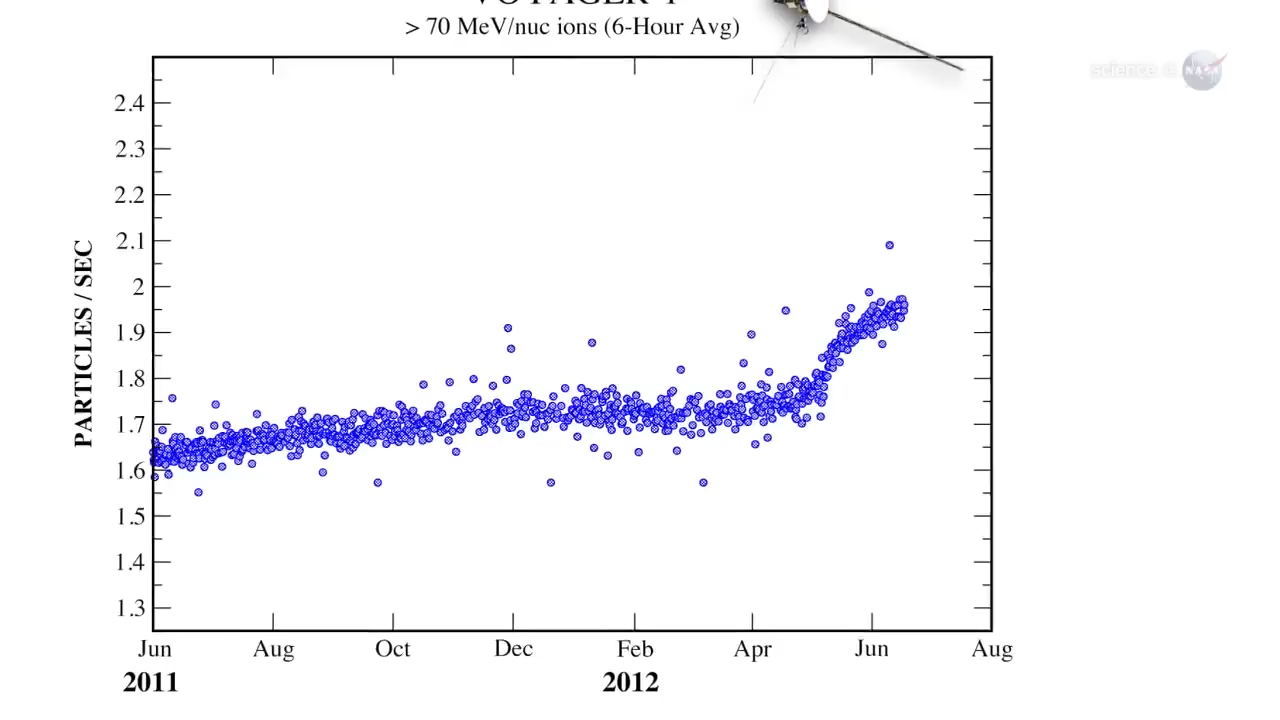 VOYAGER 1
> 70 MeV/nuc ions (6-Hour Avg)
science
NASA
PARTICLES / SEC
2.4
2.3
2.2
2.1
2
1.9
1.8
1.7
1.6
1.5
1.4
1.3
Jun Aug Oct Dec Feb Apr Jun Aug
2011 2012